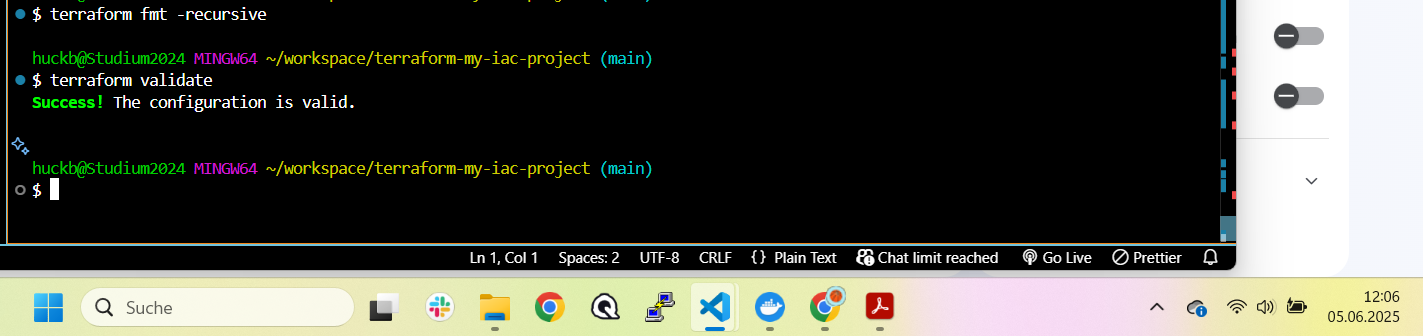 $ terraform fmt -recursive
huckb@Studium2024 MINGW64 ~/workspace/terraform-my-iac-project (main)
$ terraform validate
Success! The configuration is valid.
huckb@Studium2024 MINGW64 ~/workspace/terraform-my-iac-project (main)
$
Ln 1, Col 1 Spaces: 2 UTF-8 CRLF {} Plain Text Chat limit reached Go Live Prettier
Suche
12:06
05.06.2025